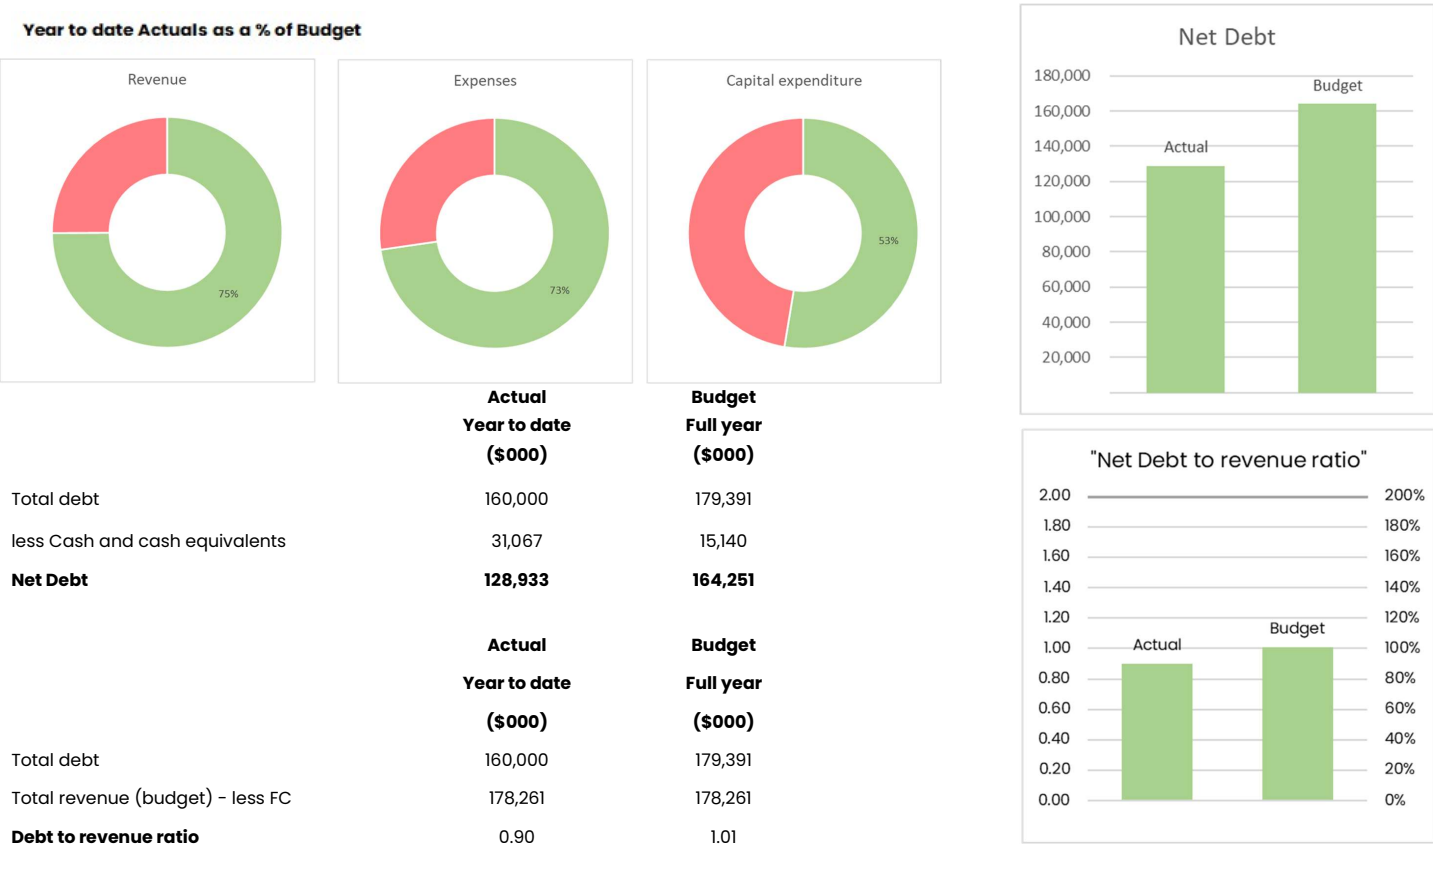 Year to date Actuals as a % of Budget
Revenue
75%
Expenses
73%
Capital expenditure
53%
Net Debt
180,000
160,000
140,000
120,000
100,000
80,000
60,000
40,000
20,000
Actual
Budget
Actual Budget
Year to date Full year
($000) ($000)
Total debt 160,000 179,391
less Cash and cash equivalents 31,067 15,140
Net Debt 128,933 164,251
Actual Budget
Year to date Full year
($000) ($000)
Total debt 160,000 179,391
Total revenue (budget) - less FC 178,261 178,261
Debt to revenue ratio 0.90 1.01
"Net Debt to revenue ratio"
2.00 200%
1.80 180%
1.60 160%
1.40 140%
1.20 120%
1.00 100%
0.80 80%
0.60 60%
0.40 40%
0.20 20%
0.00 0%
Actual
Budget